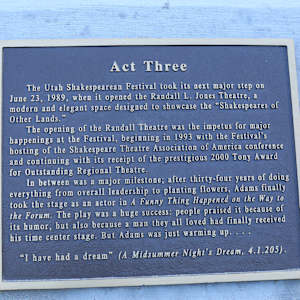 Act Three
The Utah Shakespearean Festival took its next major step on
June 23, 1989, when it opened the Randall L. Jones Theatre, a
modern and elegant space designed to showcase the "Shakespeares of
Other Lands."
The opening of the Randall Theatre was the impetus for major
happenings at the Festival, beginning in 1993 with the Festival's
hosting of the Shakespeare Theatre Association of America conference
and continuing with its receipt of the prestigious 2000 Tony Award
for Outstanding Regional Theatre.
In between was a major milestone; after thirty-four years of doing
everything from overall leadership to planting flowers, Adams finally
took the stage as an actor in A Funny Thing Happened on the Way to
the Forum. The play was a huge success: people praised it because of
its humor, but also because a man they all loved had finally received
his time center stage. But Adams was just warming up. . . .
"I have had a dream" (A Midsummer Night's Dream, 4.1.205).